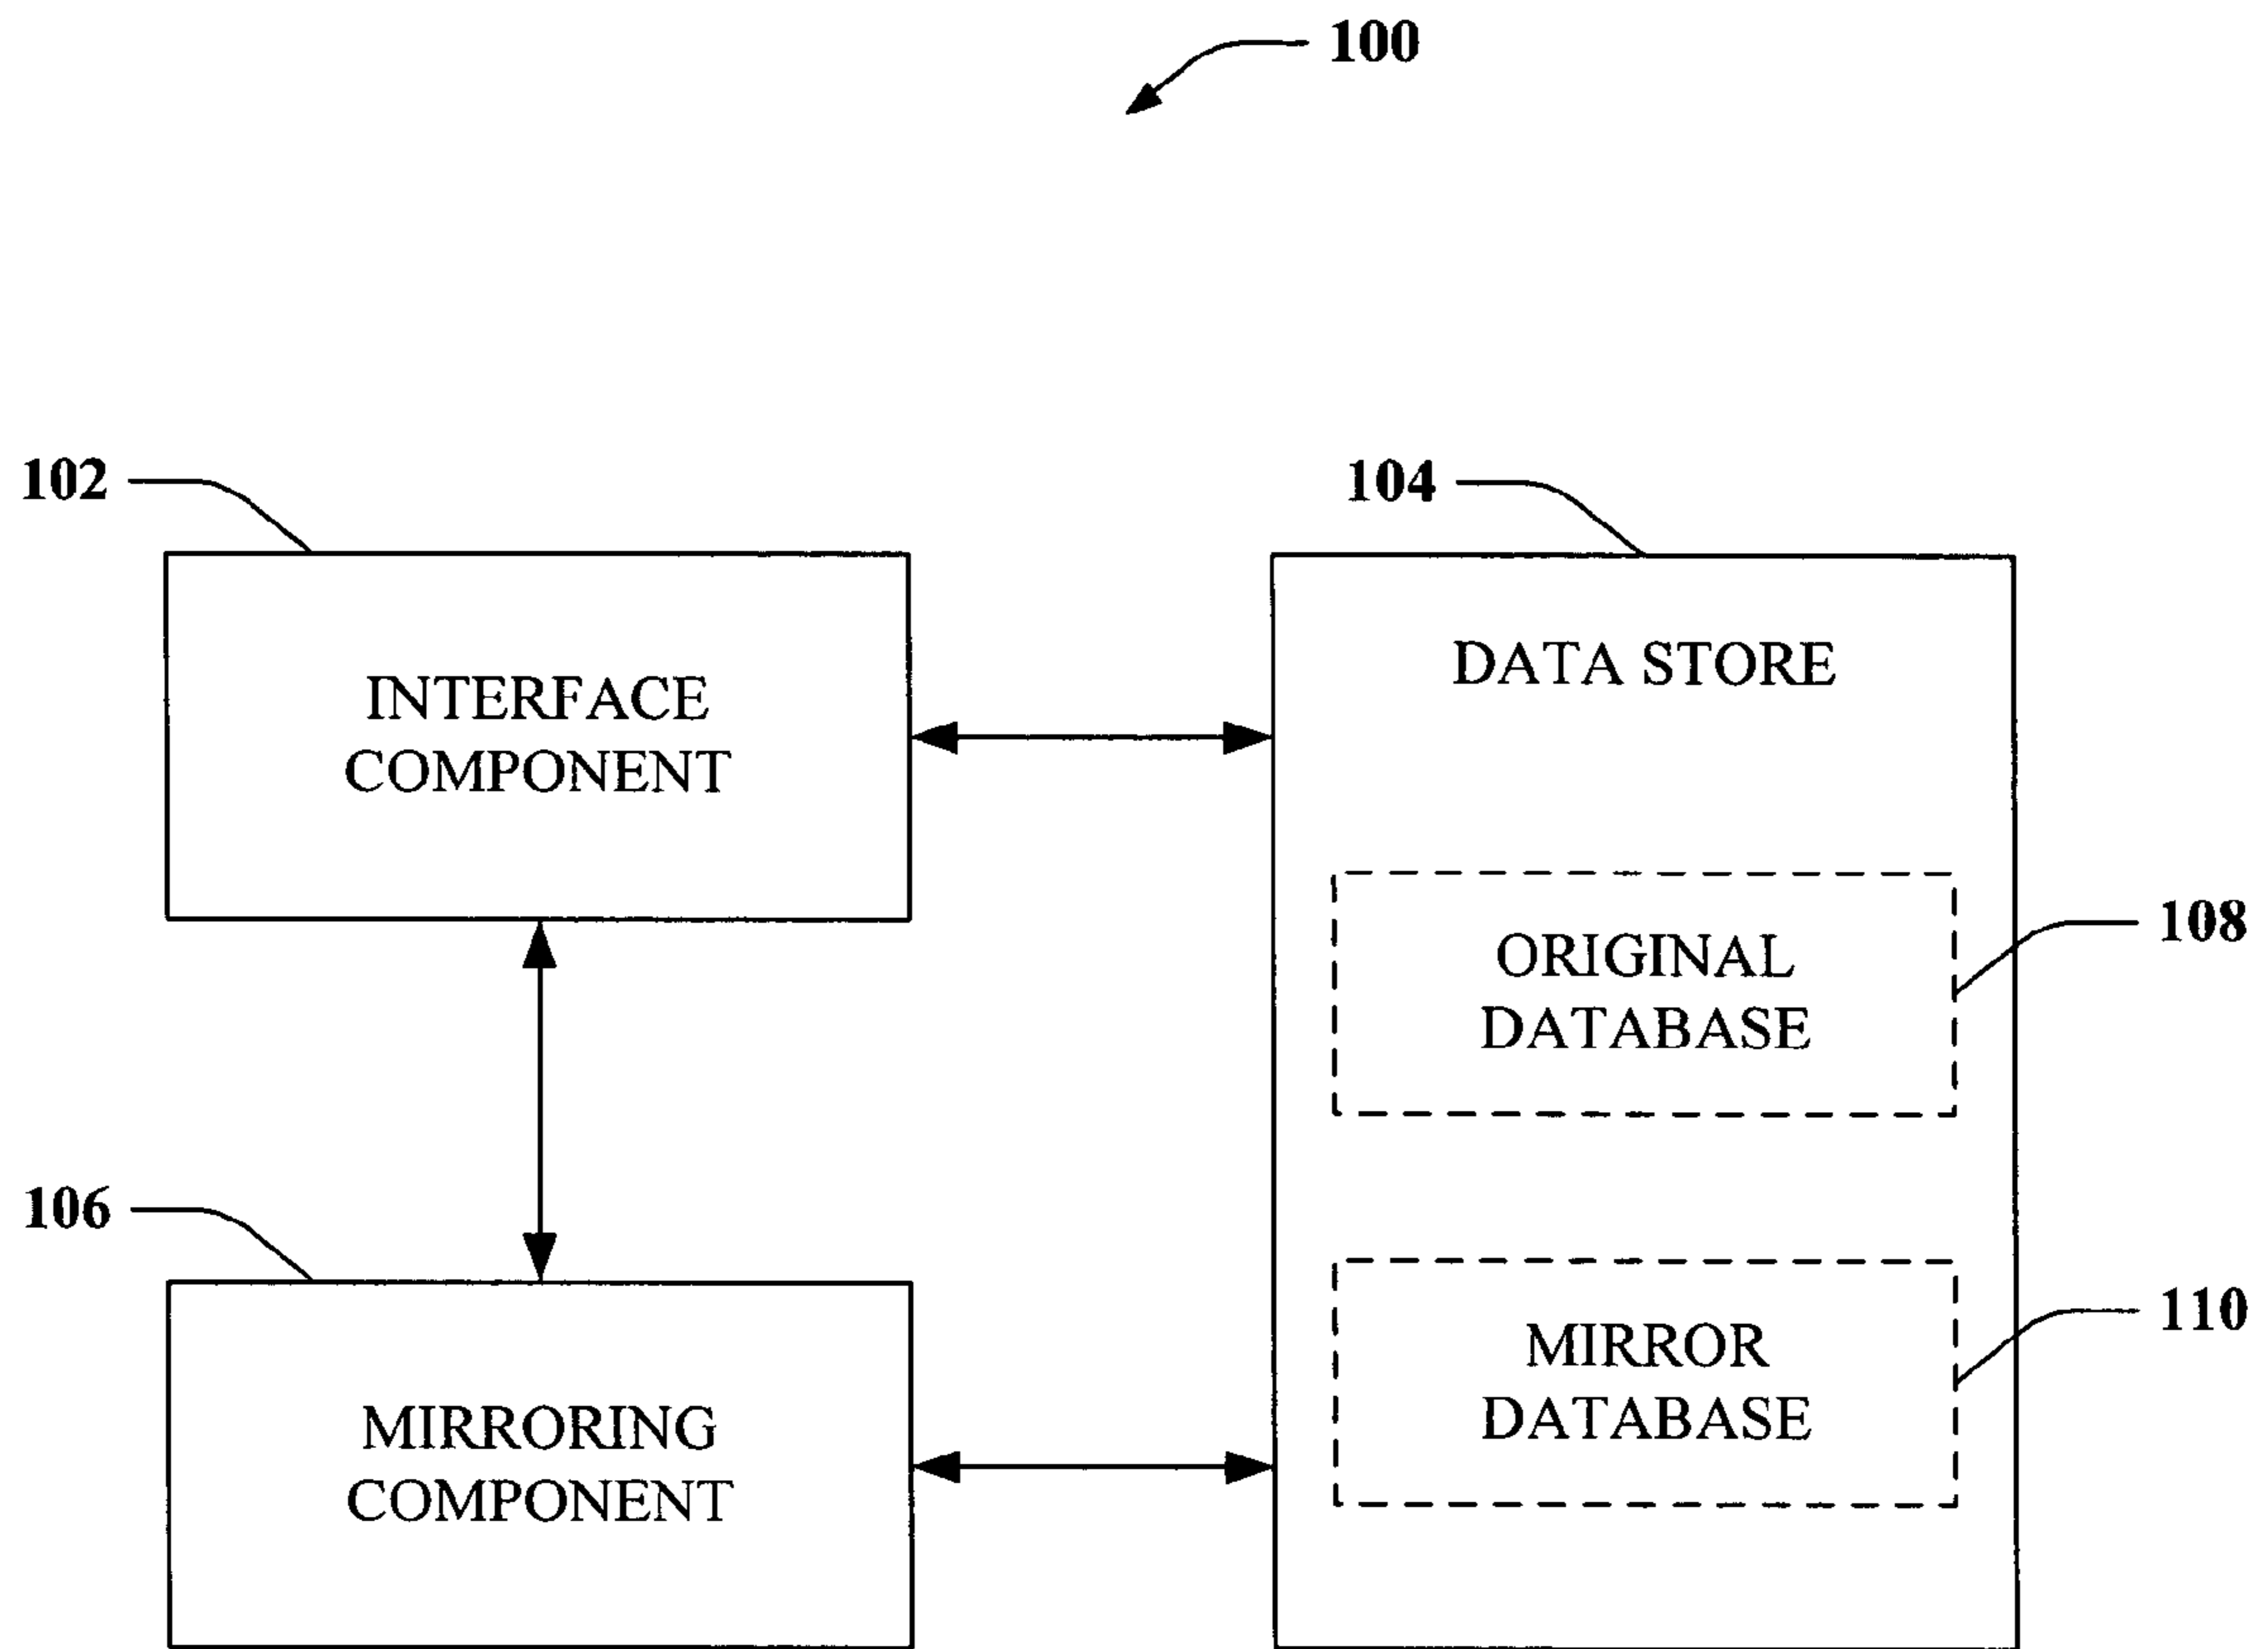 100
102
104
INTERFACE
COMPONENT
DATA STORE
ORIGINAL
DATABASE
108
106
MIRRORING
COMPONENT
MIRROR
DATABASE
110